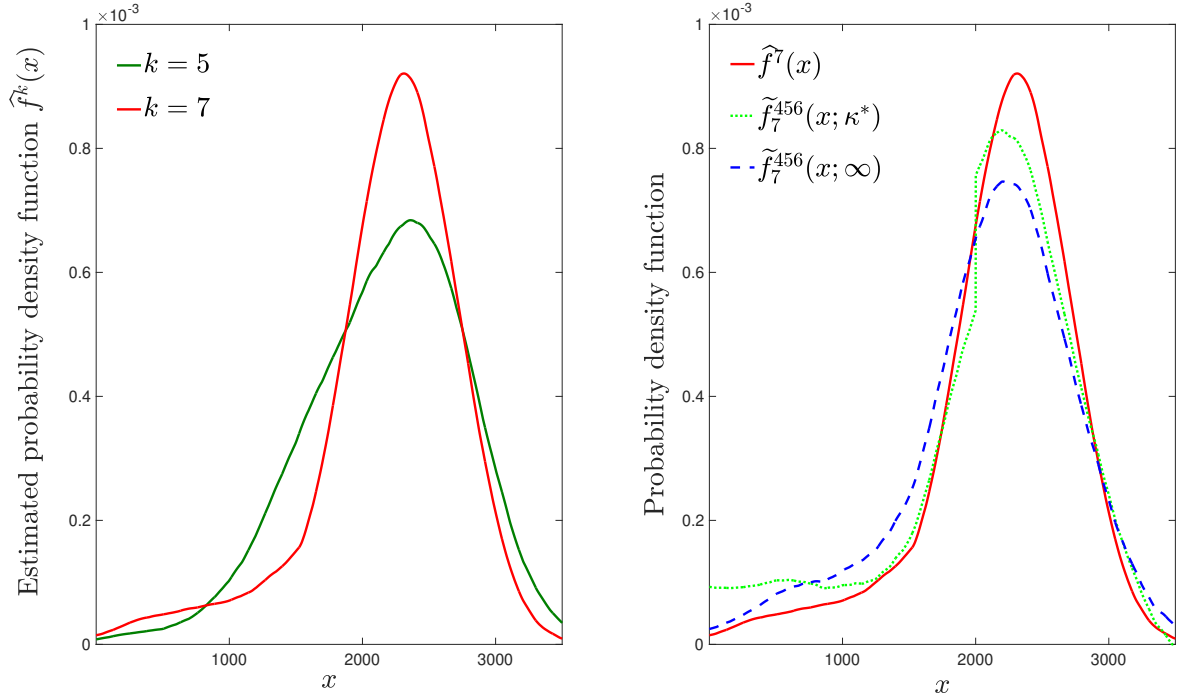 ×10⁻³
1
0.8
0.6
0.4
0.2
0
1000
2000
3000
x
Estimated probability density function f̂ᵏ(x)
k = 5
k = 7
×10⁻³
1
0.8
0.6
0.4
0.2
0
1000
2000
3000
x
Probability density function
f̂⁷(x)
f̃₇⁴⁵⁶(x; κ*)
f̃₇⁴⁵⁶(x; ∞)